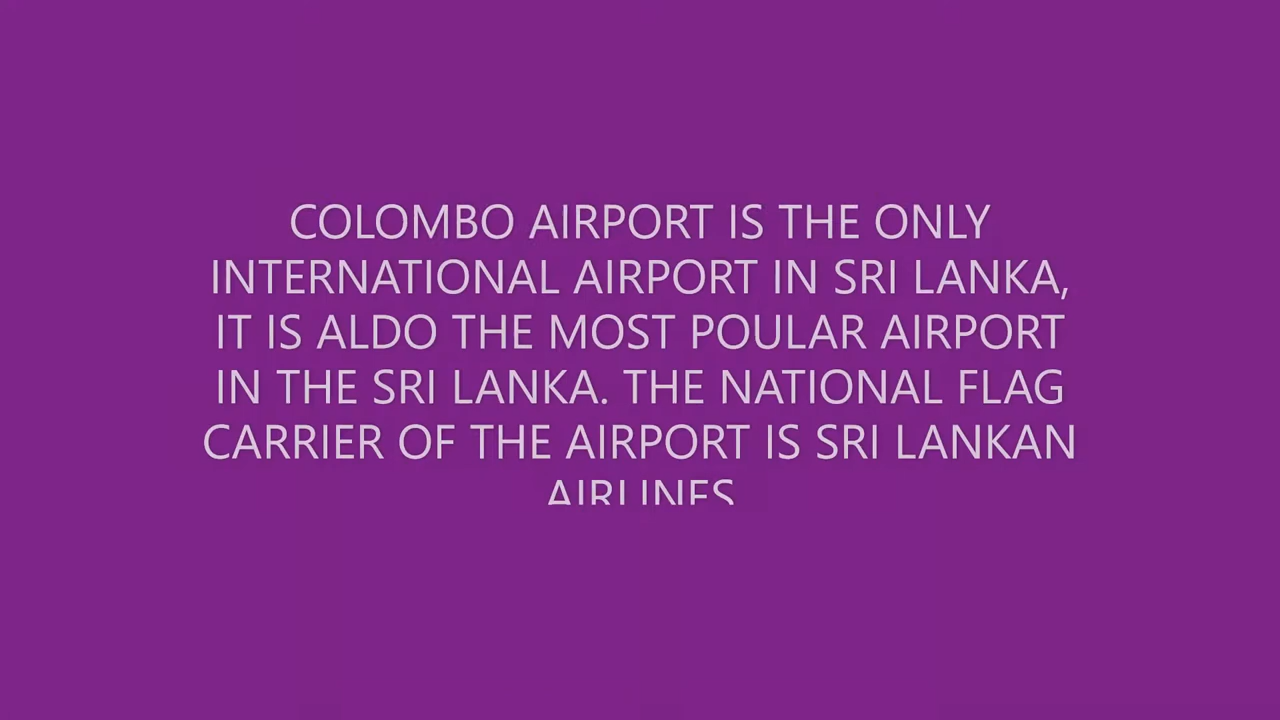 COLOMBO AIRPORT IS THE ONLY
INTERNATIONAL AIRPORT IN SRI LANKA,
IT IS ALDO THE MOST POULAR AIRPORT
IN THE SRI LANKA. THE NATIONAL FLAG
CARRIER OF THE AIRPORT IS SRI LANKAN
AIRLINES